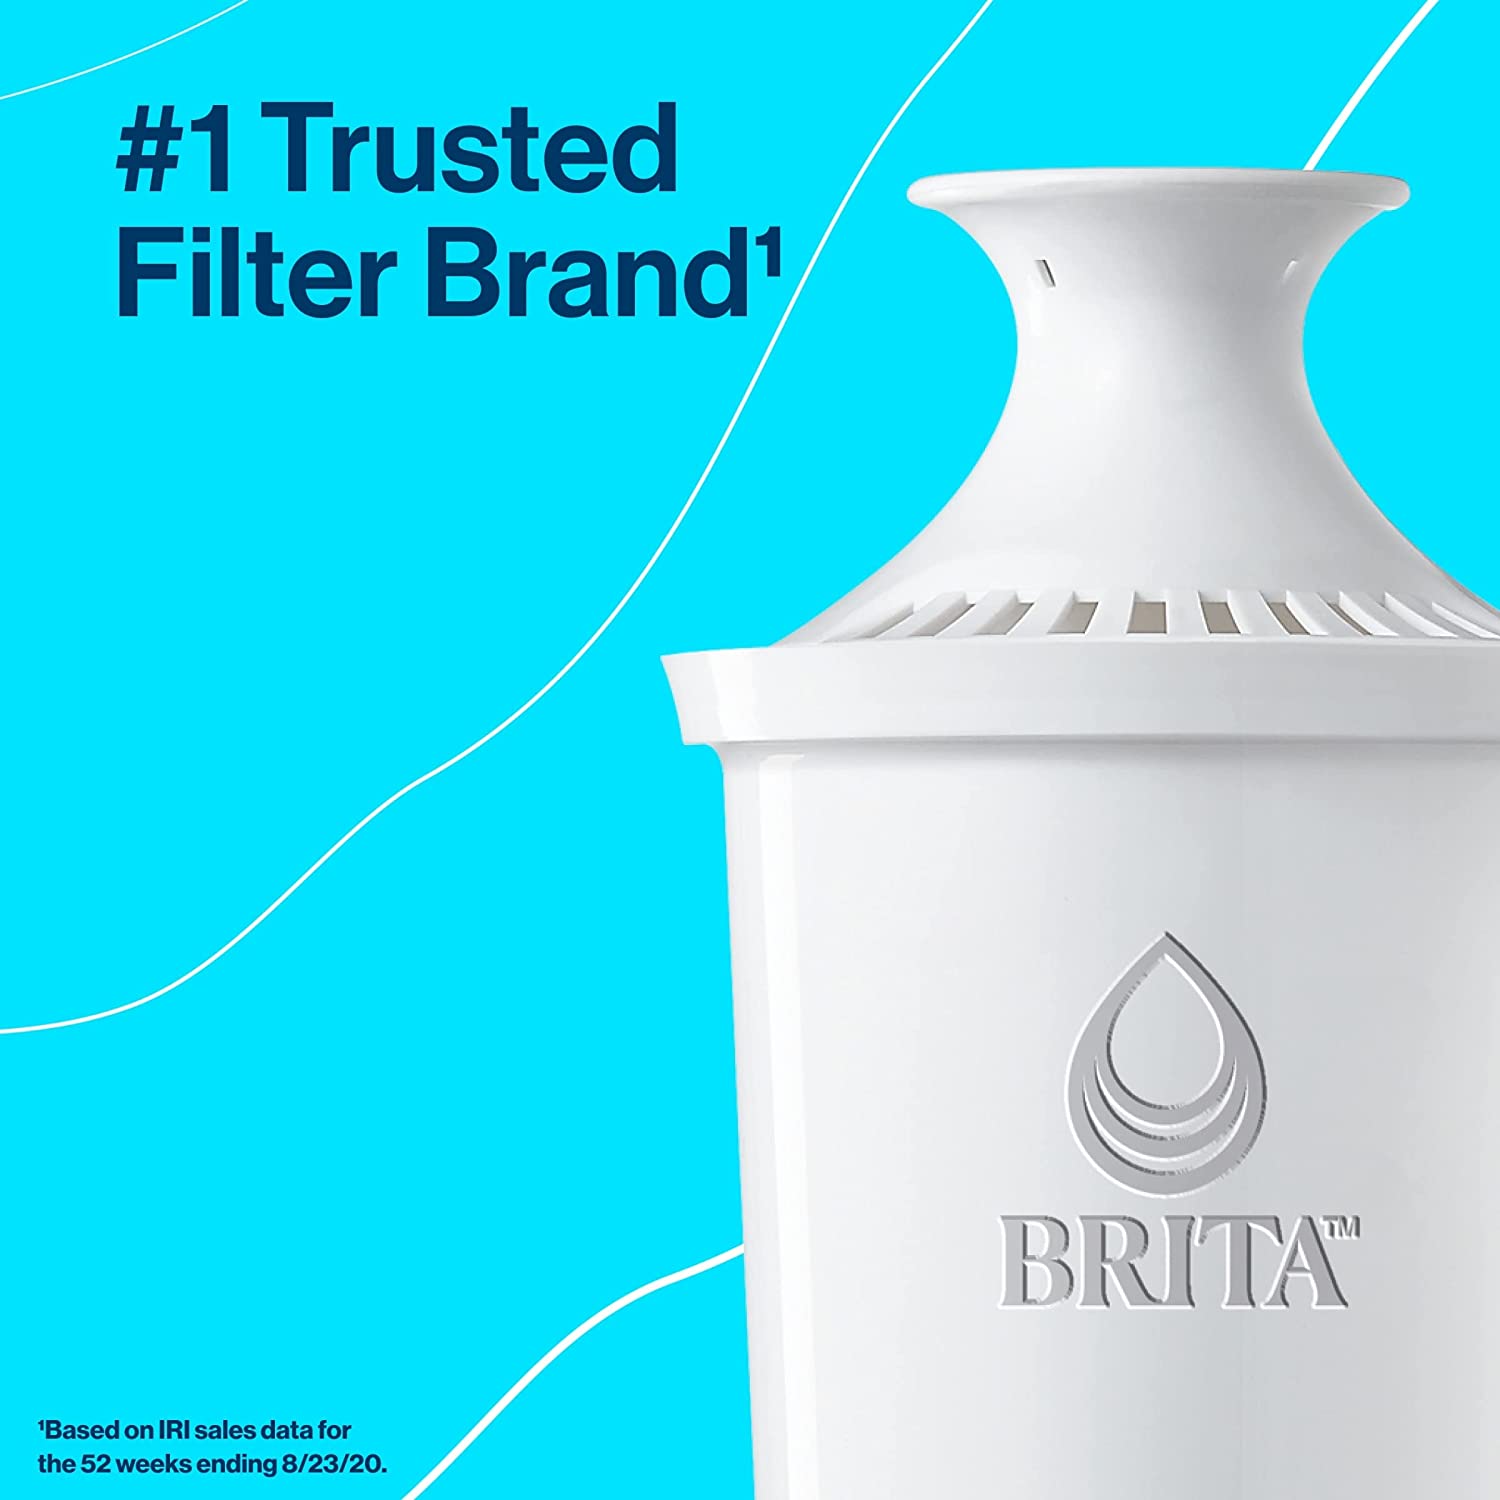 #1 Trusted
Filter Brand¹
BRITA™
¹Based on IRI sales data for
the 52 weeks ending 8/23/20.